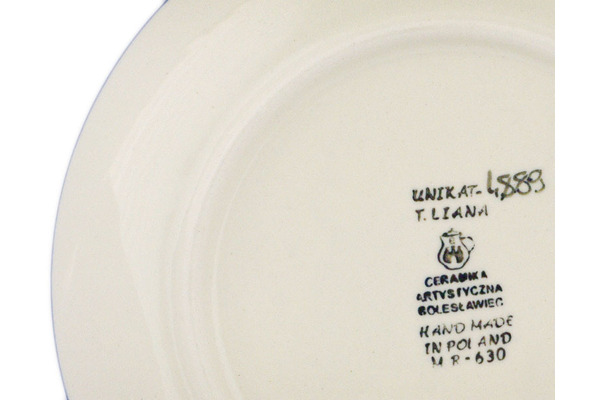 UNIKAT-4889
T. LIANA
CERAMIKA
ARTYSTYCZNA
BOLESŁAWIEC
HAND MADE
IN POLAND
M R-630